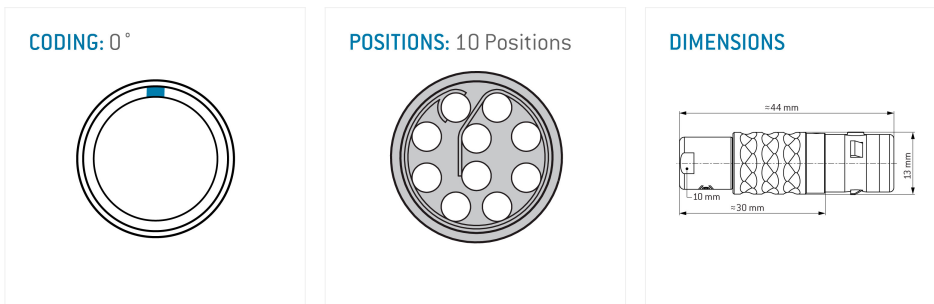 CODING: 0°
POSITIONS: 10 Positions
DIMENSIONS
≈44 mm
13 mm
10 mm
≈30 mm